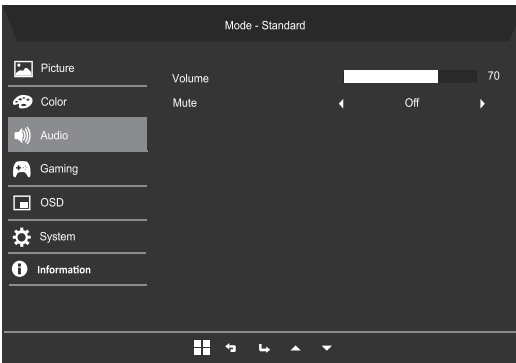 Mode - Standard
Picture
Color
Audio
Gaming
OSD
System
Information
Volume 70
Mute Off